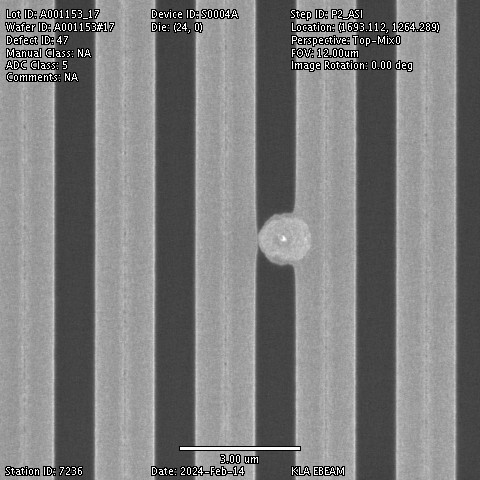 Lot ID: A001153_17
Wafer ID: A001153#17
Defect ID: 47
Manual Class: NA
ADC Class: 5
Comments: NA
Device ID: S0004A
Die: (24, 0)
Step ID: P2_ASI
Location: (1693.112, 1264.289)
Perspective: Top-Mix0
FOV: 12.00um
Image Rotation: 0.00 deg
3.00 um
Station ID: 7236
Date: 2024-Feb-14
KLA EBEAM